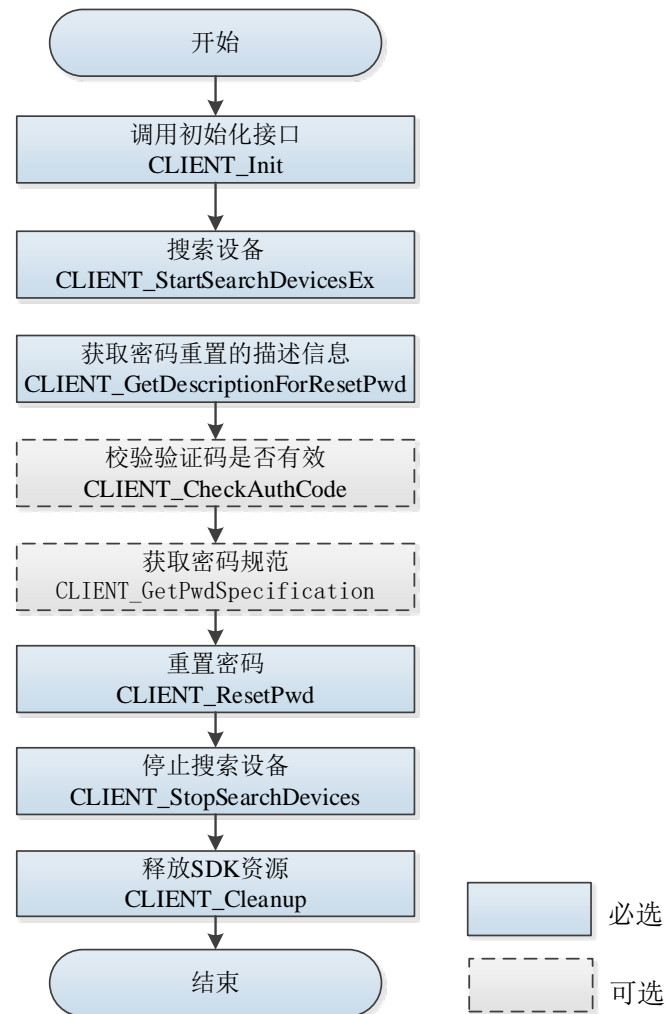 开始
调用初始化接口
CLIENT_Init
搜索设备
CLIENT_StartSearchDevicesEx
获取密码重置的描述信息
CLIENT_GetDescriptionForResetPwd
校验验证码是否有效
CLIENT_CheckAuthCode
获取密码规范
CLIENT_GetPwdSpecification
重置密码
CLIENT_ResetPwd
停止搜索设备
CLIENT_StopSearchDevices
释放SDK资源
CLIENT_Cleanup
结束
必选
可选